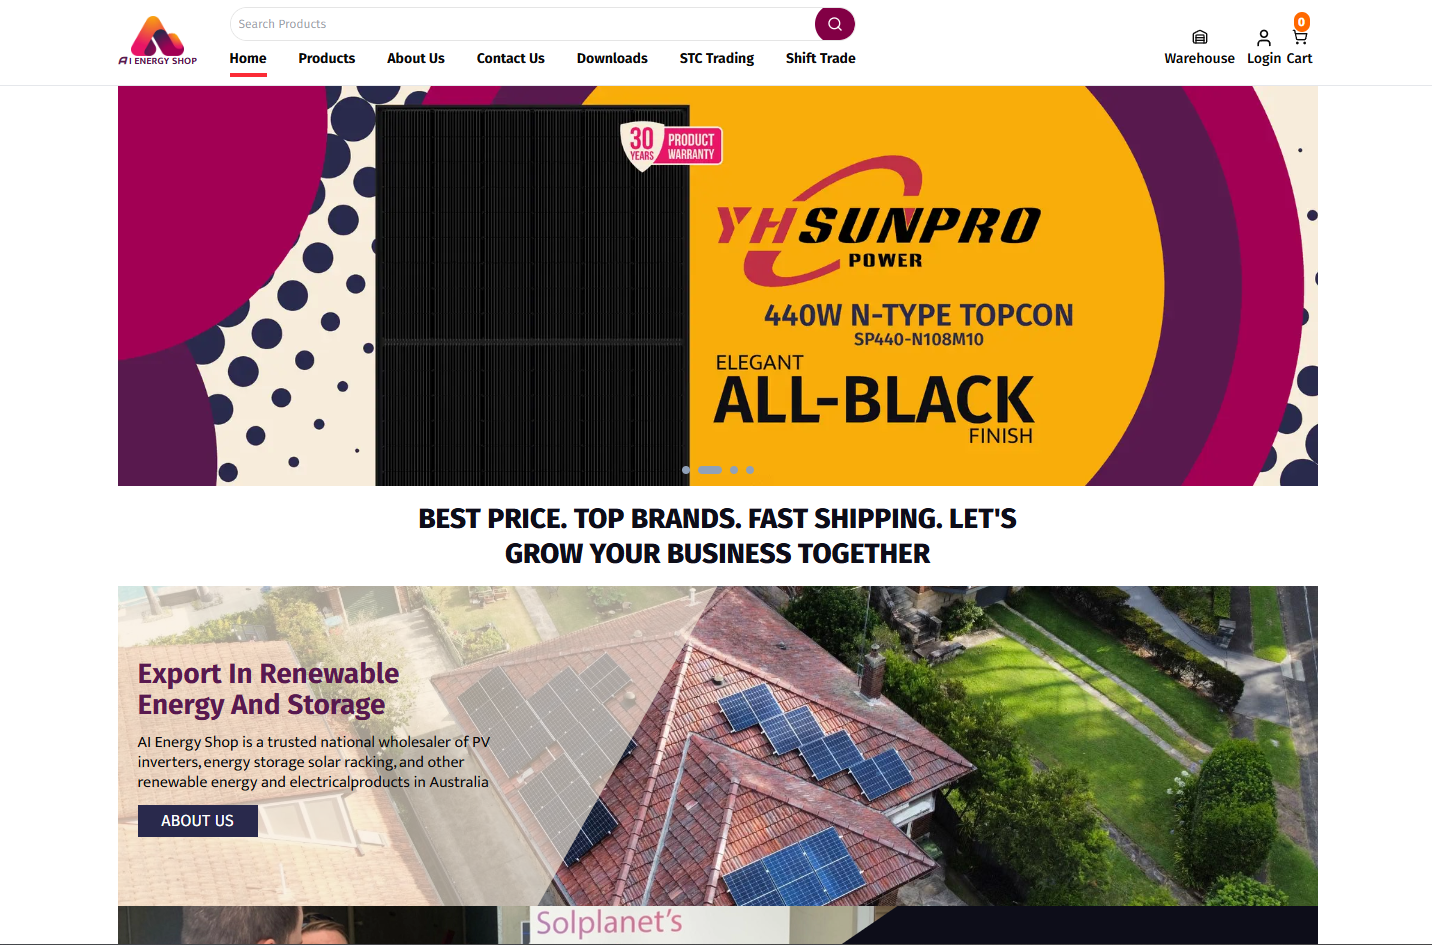 Search Products
AI ENERGY SHOP
Home Products About Us Contact Us Downloads STC Trading Shift Trade
0
Warehouse Login Cart
30 YEARS
PRODUCT WARRANTY
YHSUNPRO
POWER
440W N-TYPE TOPCON
SP440-N108M10
ELEGANT
ALL-BLACK
FINISH
BEST PRICE. TOP BRANDS. FAST SHIPPING. LET'S
GROW YOUR BUSINESS TOGETHER
Export In Renewable
Energy And Storage
AI Energy Shop is a trusted national wholesaler of PV
inverters, energy storage solar racking, and other
renewable energy and electricalproducts in Australia
ABOUT US
Solplanet's